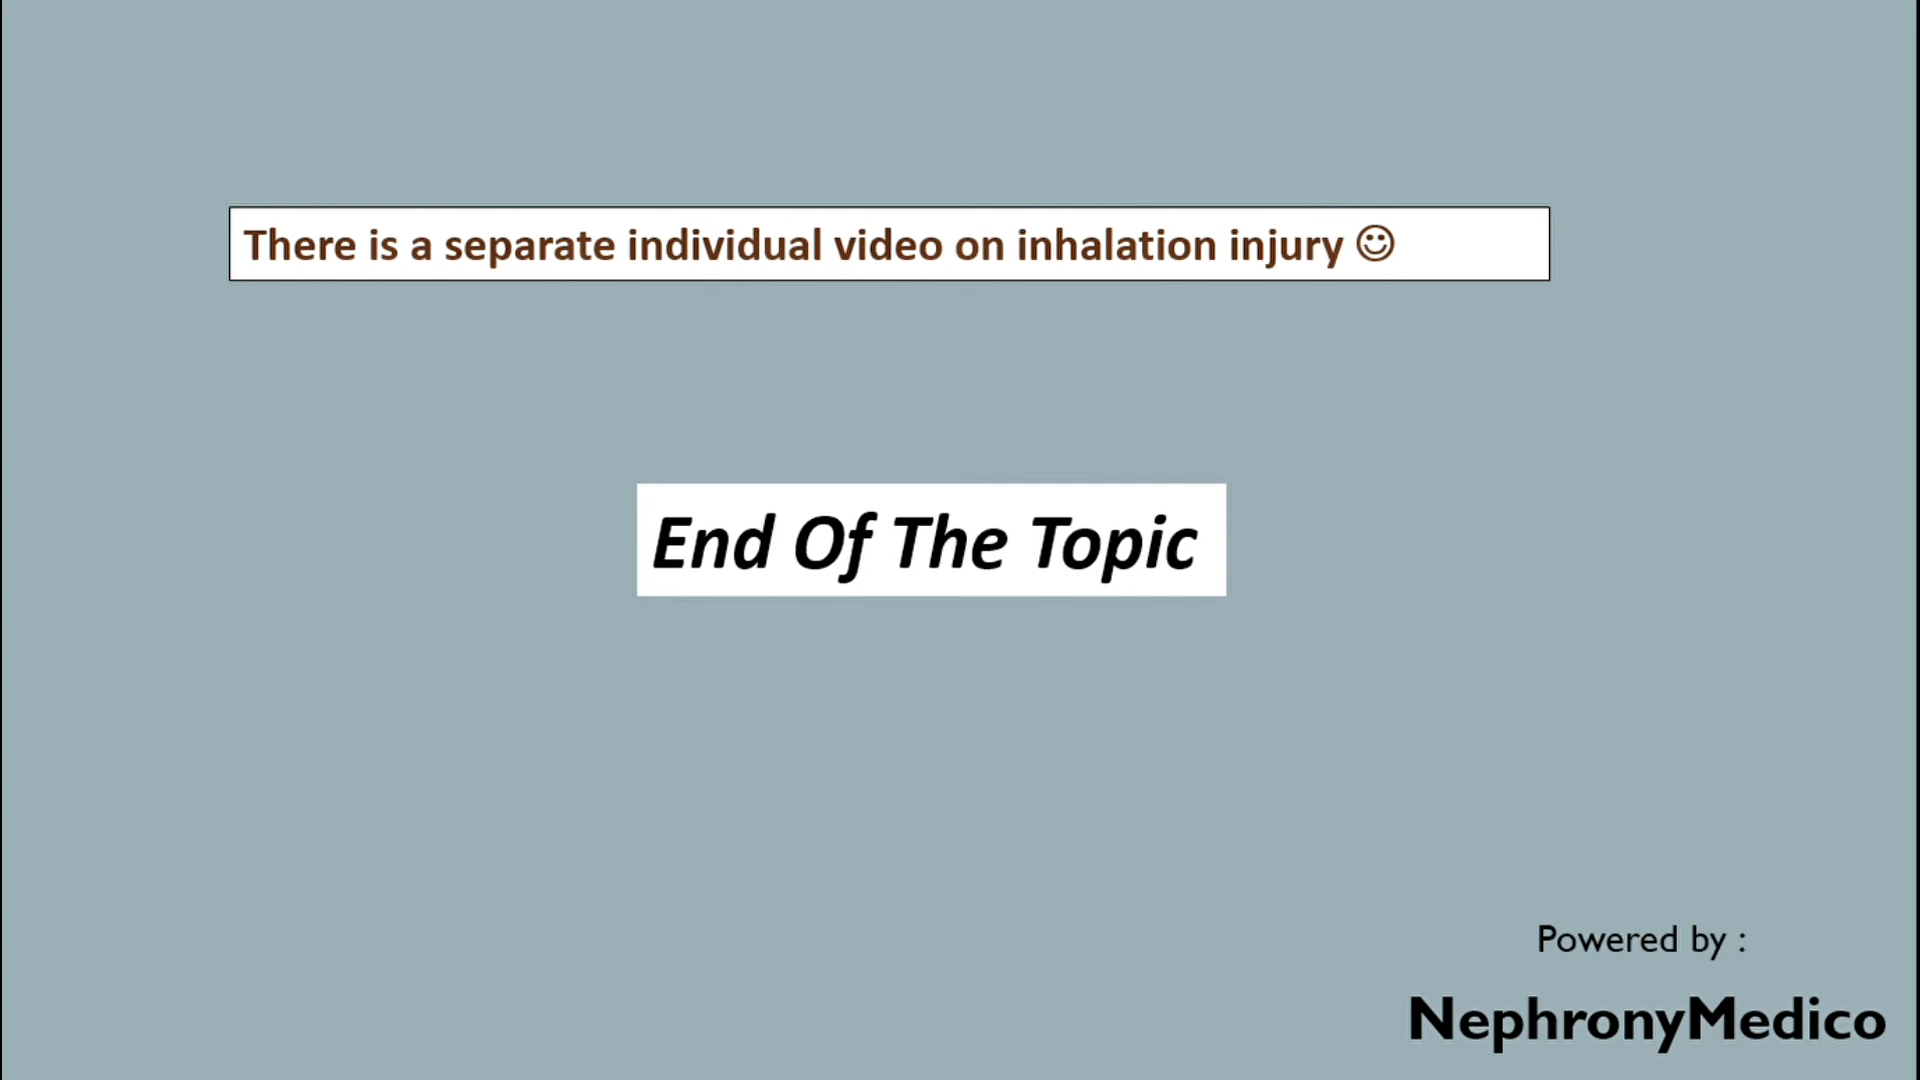 There is a separate individual video on inhalation injury ☺
End Of The Topic
Powered by :
NephronyMedico